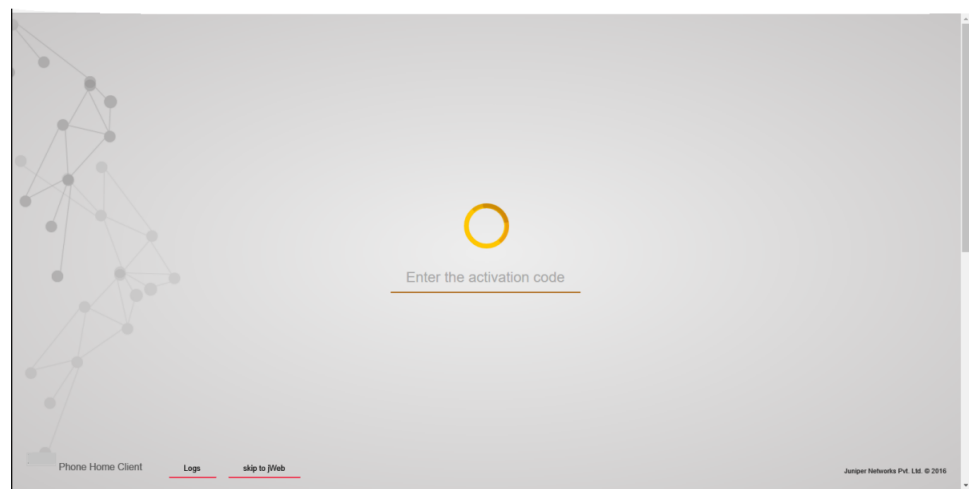 Enter the activation code
Phone Home Client
Logs
skip to jWeb
Juniper Networks Pvt. Ltd. © 2016